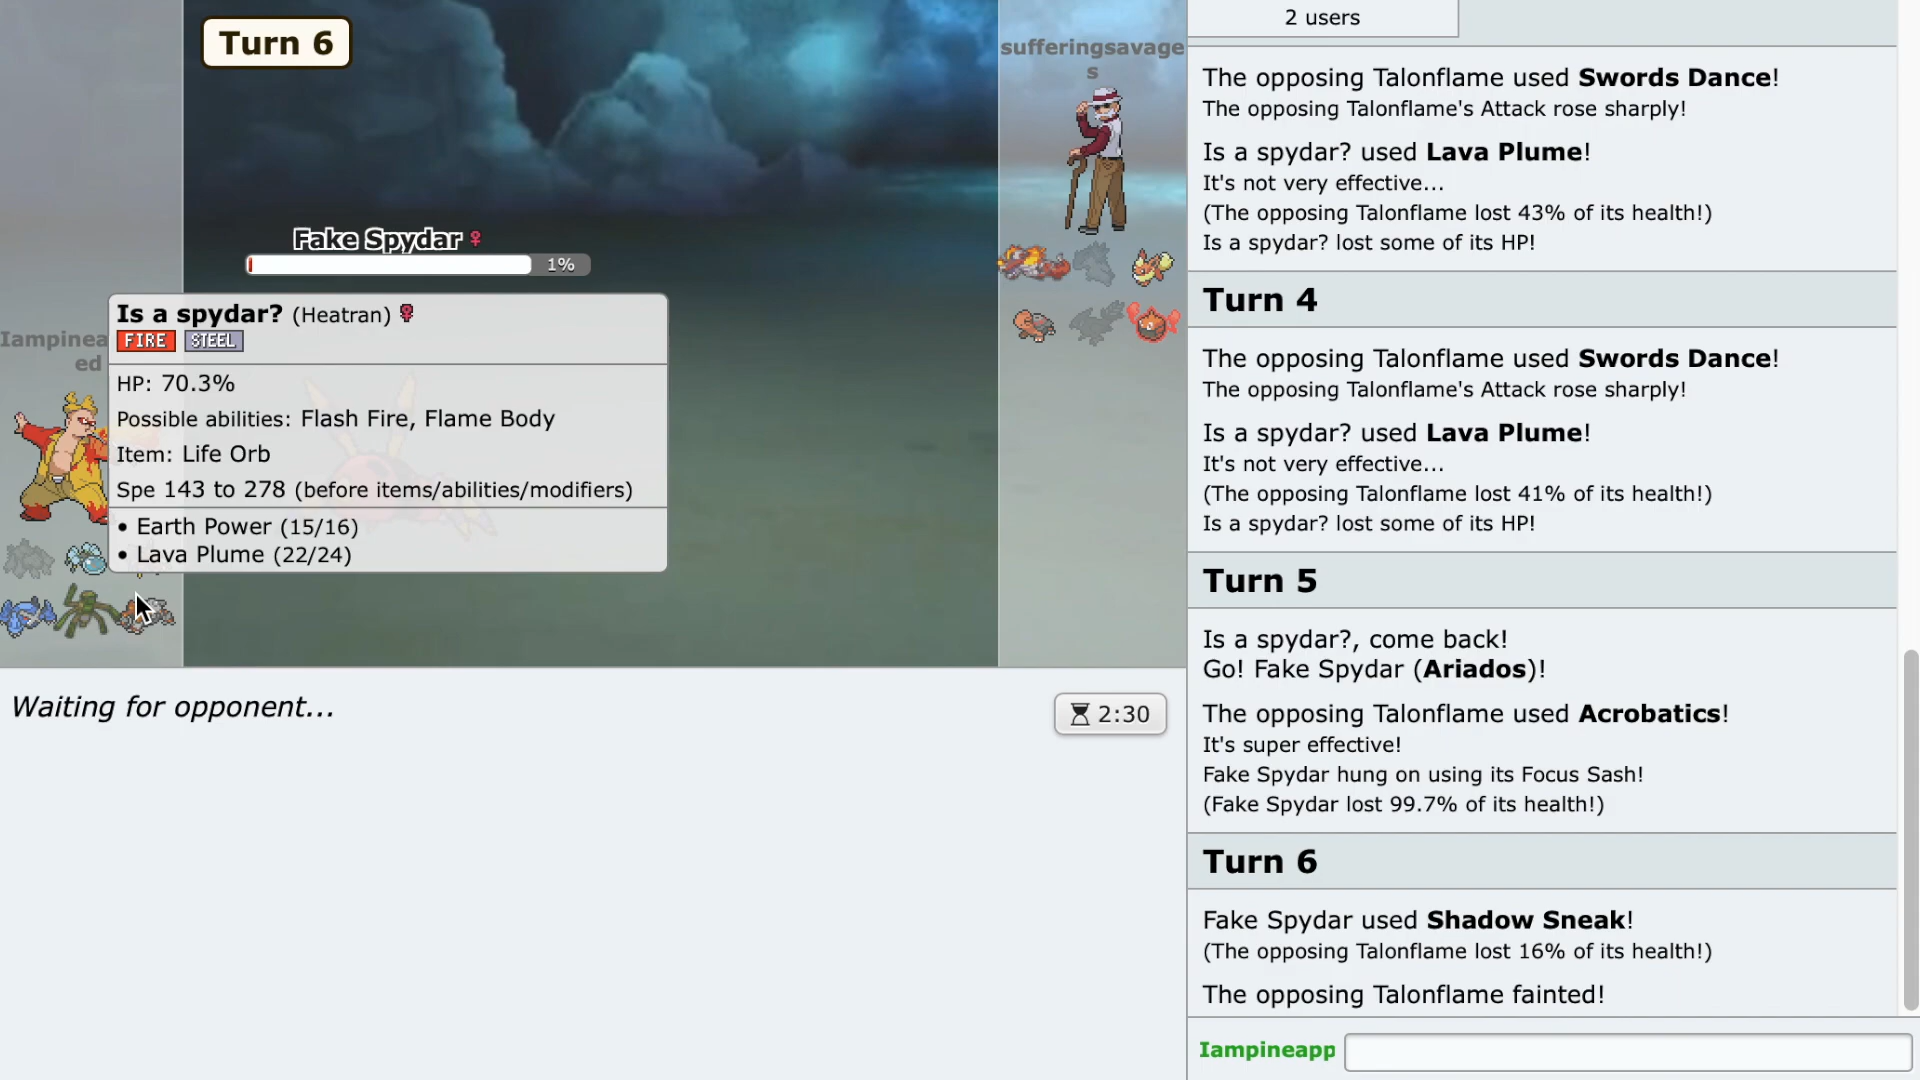 Turn 6
Fake Spydar ♀
1%
Is a spydar? (Heatran)
FIRE STEEL
HP: 70.3%
Possible abilities: Flash Fire, Flame Body
Item: Life Orb
Spe 143 to 278 (before items/abilities/modifiers)
• Earth Power (15/16)
• Lava Plume (22/24)
Iampinea
ed
sufferingsavage
s
Waiting for opponent...
2:30
2 users
The opposing Talonflame used Swords Dance!
The opposing Talonflame's Attack rose sharply!
Is a spydar? used Lava Plume!
It's not very effective...
(The opposing Talonflame lost 43% of its health!)
Is a spydar? lost some of its HP!
Turn 4
The opposing Talonflame used Swords Dance!
The opposing Talonflame's Attack rose sharply!
Is a spydar? used Lava Plume!
It's not very effective...
(The opposing Talonflame lost 41% of its health!)
Is a spydar? lost some of its HP!
Turn 5
Is a spydar?, come back!
Go! Fake Spydar (Ariados)!
The opposing Talonflame used Acrobatics!
It's super effective!
Fake Spydar hung on using its Focus Sash!
(Fake Spydar lost 99.7% of its health!)
Turn 6
Fake Spydar used Shadow Sneak!
(The opposing Talonflame lost 16% of its health!)
The opposing Talonflame fainted!
Iampineapp